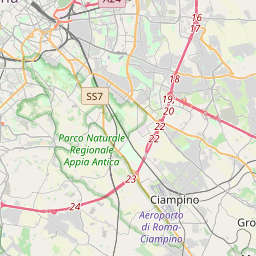 A24
16
17
18
SS7
19,
20
22
22
Parco Naturale
Regionale
Appia Antica
23
24
Ciampino
Aeroporto
di Roma-
Ciampino
Gro